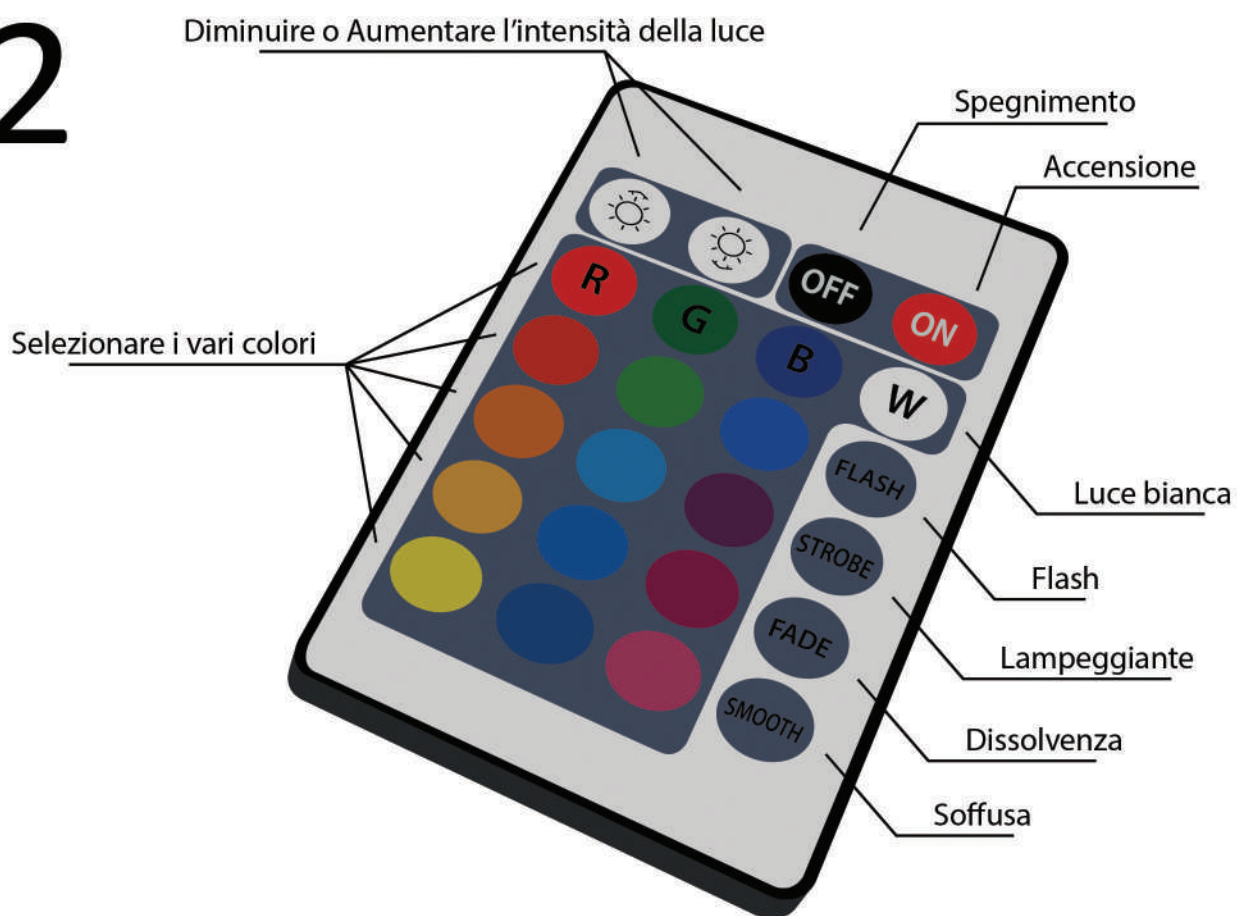 2
Diminuire o Aumentare l'intensità della luce
Spegnimento
Accensione
OFF
ON
R
G
B
W
Selezionare i vari colori
FLASH
STROBE
FADE
SMOOTH
Luce bianca
Flash
Lampeggiante
Dissolvenza
Soffusa